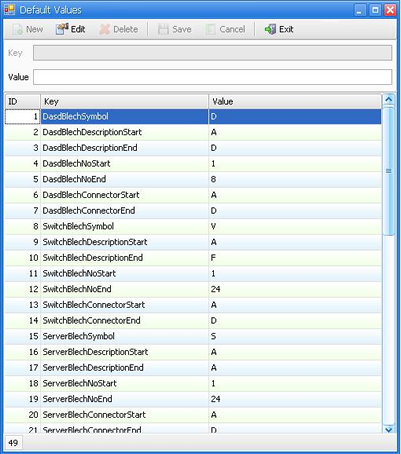 Default Values
New Edit Delete Save Cancel Exit
Key
Value
ID Key Value
1 DasdBlechSymbol D
2 DasdBlechDescriptionStart A
3 DasdBlechDescriptionEnd D
4 DasdBlechNoStart 1
5 DasdBlechNoEnd 8
6 DasdBlechConnectorStart A
7 DasdBlechConnectorEnd D
8 SwitchBlechSymbol V
9 SwitchBlechDescriptionStart A
10 SwitchBlechDescriptionEnd F
11 SwitchBlechNoStart 1
12 SwitchBlechNoEnd 24
13 SwitchBlechConnectorStart A
14 SwitchBlechConnectorEnd D
15 ServerBlechSymbol S
16 ServerBlechDescriptionStart A
17 ServerBlechDescriptionEnd A
18 ServerBlechNoStart 1
19 ServerBlechNoEnd 24
20 ServerBlechConnectorStart A
21 ServerBlechConnectorEnd D
49